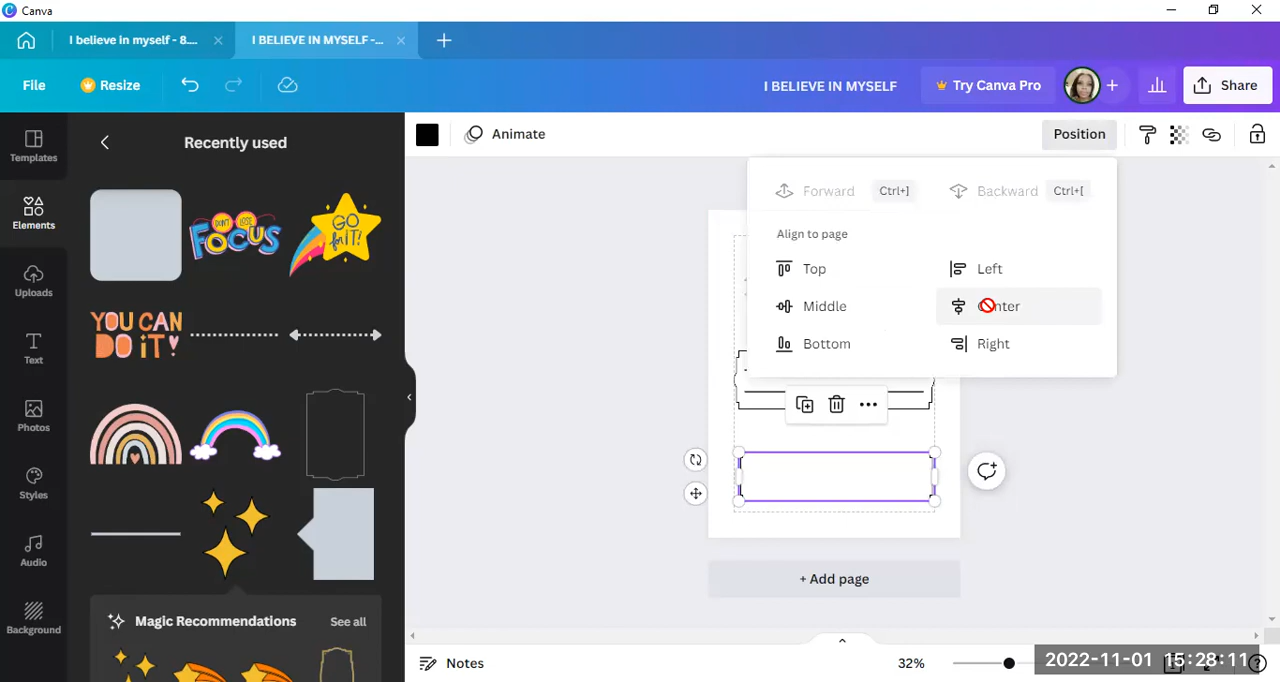 Canva
I believe in myself - 8....
I BELIEVE IN MYSELF -...
File
Resize
I BELIEVE IN MYSELF
Try Canva Pro
Share
Templates
Elements
Uploads
Text
Photos
Styles
Audio
Background
Recently used
DON'T LOSE
FOCUS
GO
for IT!
YOU CAN
DO iT!
Magic Recommendations
See all
Animate
Position
Forward
Ctrl+]
Backward
Ctrl+[
Align to page
Top
Left
Middle
Center
Bottom
Right
+ Add page
Notes
32%
2022-11-01 15:28:11